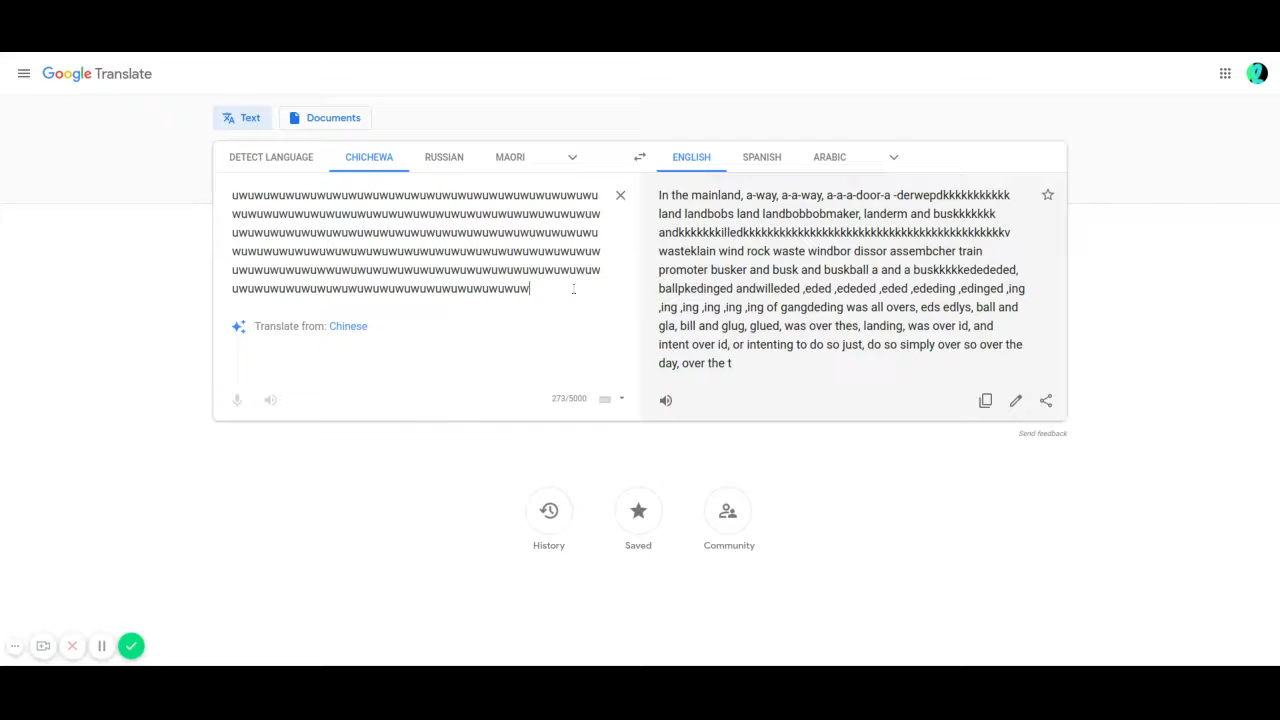 Google Translate
Text
Documents
DETECT LANGUAGE
CHICHEWA
RUSSIAN
MAORI
ENGLISH
SPANISH
ARABIC
uwuwuwuwuwuwuwuwuwuwuwuwuwuwuwuwuwuwuwuwuwuwuwu
wuwuwuwuwuwuwuwuwuwuwuwuwuwuwuwuwuwuwuwuwuwuwuw
uwuwuwuwuwuwuwuwuwuwuwuwuwuwuwuwuwuwuwuwuwuwuwu
wuwuwuwuwuwuwuwuwuwuwuwuwuwuwuwuwuwuwuwuwuwuwuw
uwuwuwuwuwuwwuwuwuwuwuwuwuwuwuwuwuwuwuwuwuwuwuw
uwuwuwuwuwuwuwuwuwuwuwuwuwuwuwuwuwuwuw
Translate from: Chinese
273/5000
In the mainland, a-way, a-a-way, a-a-a-door-a -derwepdkkkkkkkkkkk
land landbobs land landbobbobmaker, landerm and buskkkkkkk
andkkkkkkkilledkkkkkkkkkkkkkkkkkkkkkkkkkkkkkkkkkkkkkkkkkkv
wasteklain wind rock waste windbor dissor assembcher train
promoter busker and busk and buskball a and a buskkkkkedededed,
ballpkedinged andwilleded ,eded ,ededed ,eded ,ededing ,edinged ,ing
,ing ,ing ,ing ,ing ,ing of gangdeding was all overs, eds edlys, ball and
gla, bill and glug, glued, was over thes, landing, was over id, and
intent over id, or intenting to do so just, do so simply over so over the
day, over the t
Send feedback
History
Saved
Community